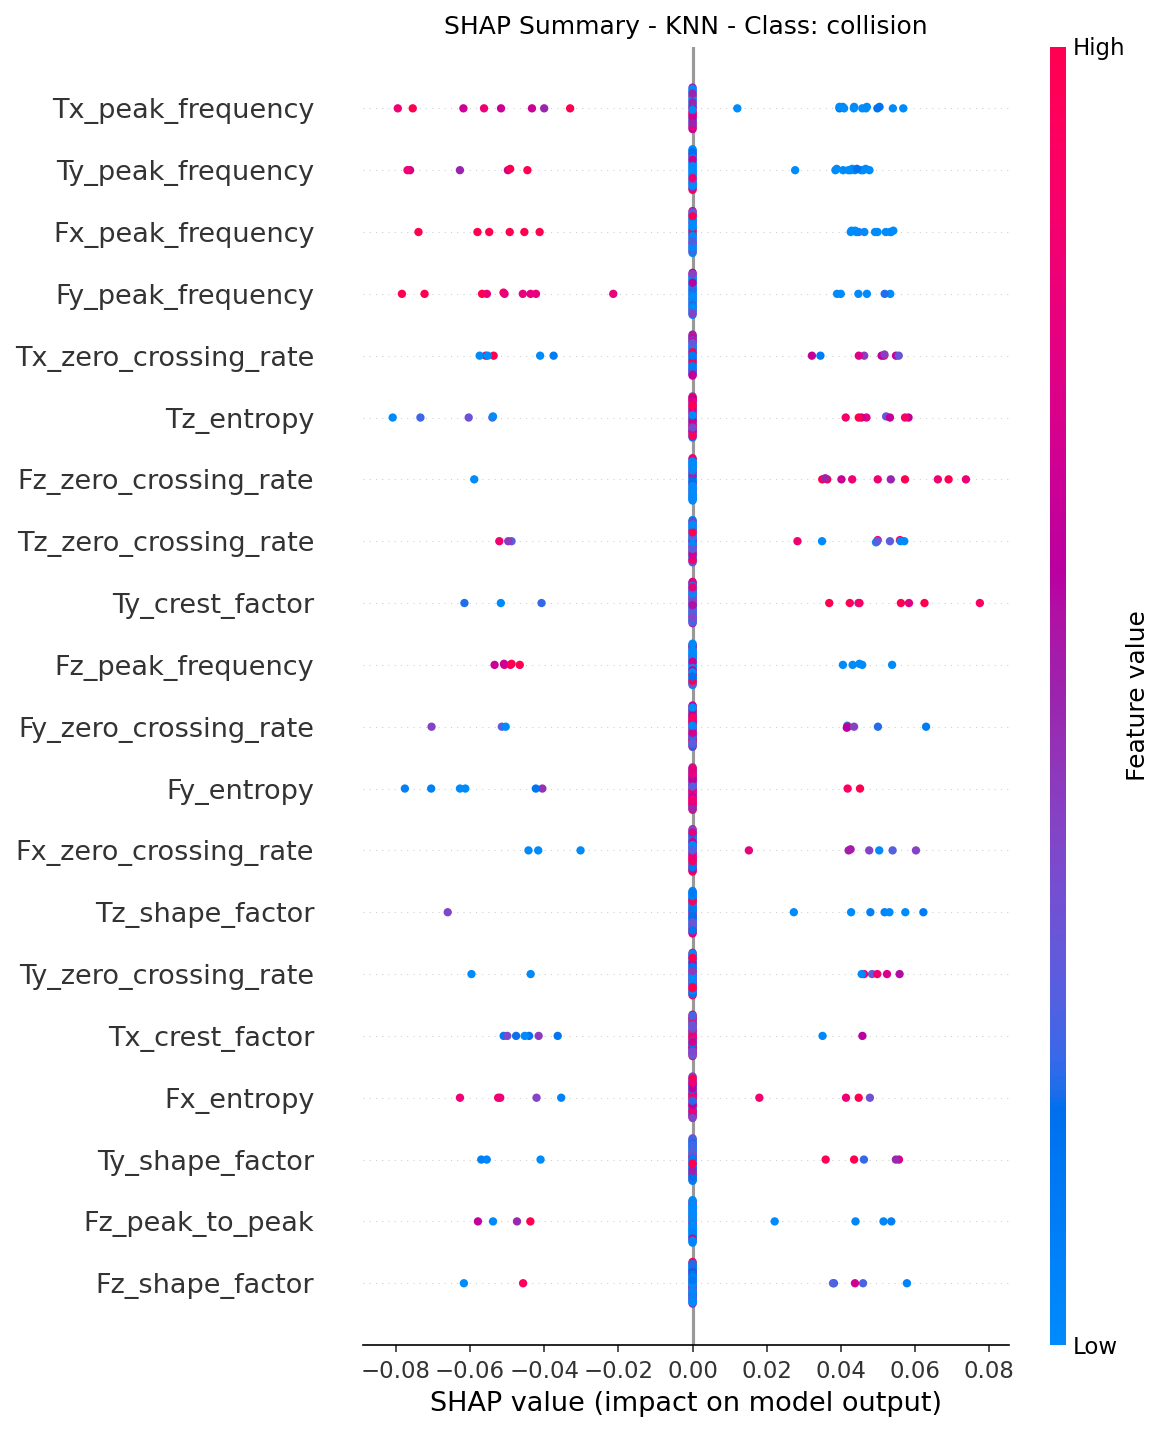 SHAP Summary - KNN - Class: collision
High
Tx_peak_frequency
Ty_peak_frequency
Fx_peak_frequency
Fy_peak_frequency
Tx_zero_crossing_rate
Tz_entropy
Fz_zero_crossing_rate
Tz_zero_crossing_rate
Ty_crest_factor
Fz_peak_frequency
Fy_zero_crossing_rate
Fy_entropy
Fx_zero_crossing_rate
Tz_shape_factor
Ty_zero_crossing_rate
Tx_crest_factor
Fx_entropy
Ty_shape_factor
Fz_peak_to_peak
Fz_shape_factor
Feature value
Low
−0.08 −0.06 −0.04 −0.02 0.00 0.02 0.04 0.06 0.08
SHAP value (impact on model output)